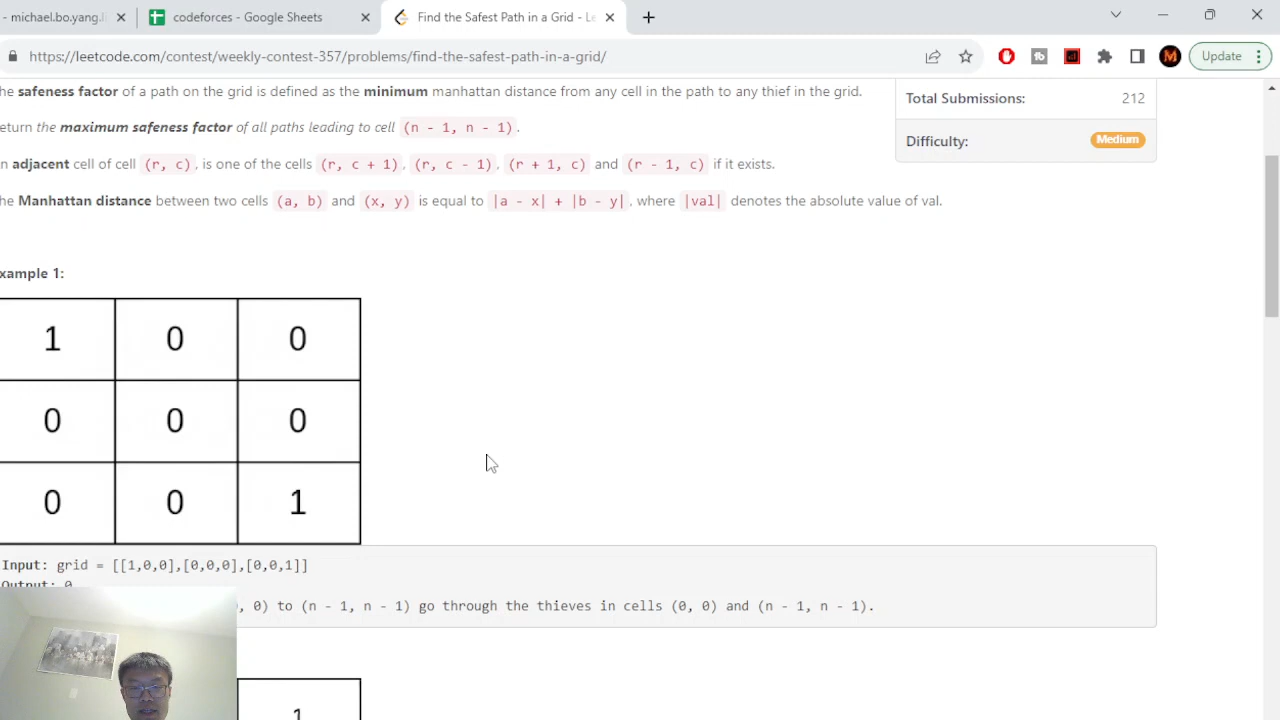 - michael.bo.yang.Ji
codeforces - Google Sheets
Find the Safest Path in a Grid - Le
https://leetcode.com/contest/weekly-contest-357/problems/find-the-safest-path-in-a-grid/
Update
he safeness factor of a path on the grid is defined as the minimum manhattan distance from any cell in the path to any thief in the grid.
eturn the maximum safeness factor of all paths leading to cell (n - 1, n - 1).
n adjacent cell of cell (r, c), is one of the cells (r, c + 1), (r, c - 1), (r + 1, c) and (r - 1, c) if it exists.
he Manhattan distance between two cells (a, b) and (x, y) is equal to |a - x| + |b - y|, where |val| denotes the absolute value of val.
Total Submissions: 212
Difficulty: Medium
xample 1:
1 0 0
0 0 0
0 0 1
Input: grid = [[1,0,0],[0,0,0],[0,0,1]]
Output: 0
0) to (n - 1, n - 1) go through the thieves in cells (0, 0) and (n - 1, n - 1).
1